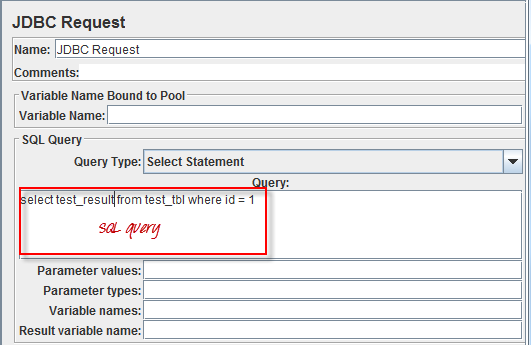 JDBC Request
Name: JDBC Request
Comments:
Variable Name Bound to Pool
Variable Name:
SQL Query
Query Type: Select Statement
Query:
select test_result from test_tbl where id = 1
SQL query
Parameter values:
Parameter types:
Variable names:
Result variable name: